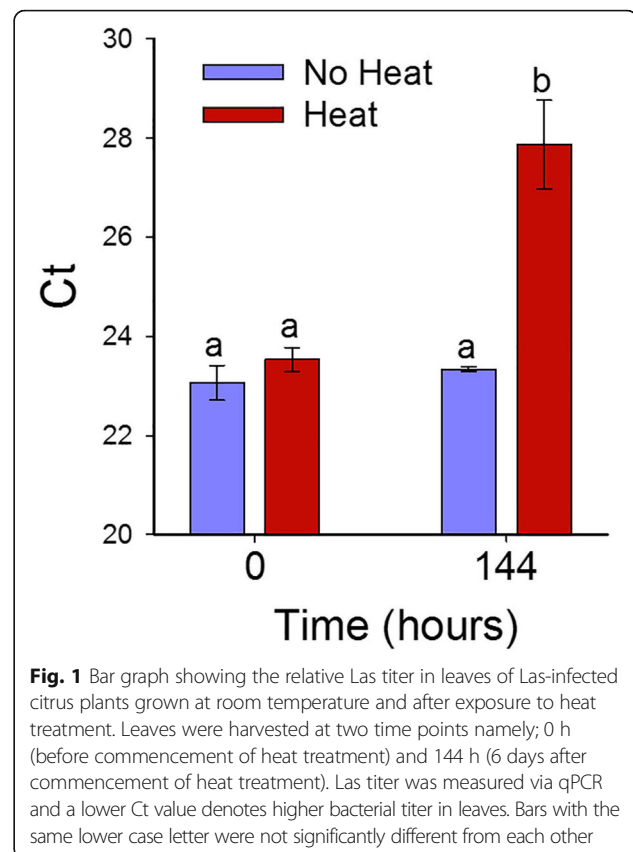 30
28
26
24
22
20
Ct
No Heat
Heat
a
a
a
b
0
144
Time (hours)
Fig. 1 Bar graph showing the relative Las titer in leaves of Las-infected
citrus plants grown at room temperature and after exposure to heat
treatment. Leaves were harvested at two time points namely; 0 h
(before commencement of heat treatment) and 144 h (6 days after
commencement of heat treatment). Las titer was measured via qPCR
and a lower Ct value denotes higher bacterial titer in leaves. Bars with the
same lower case letter were not significantly different from each other